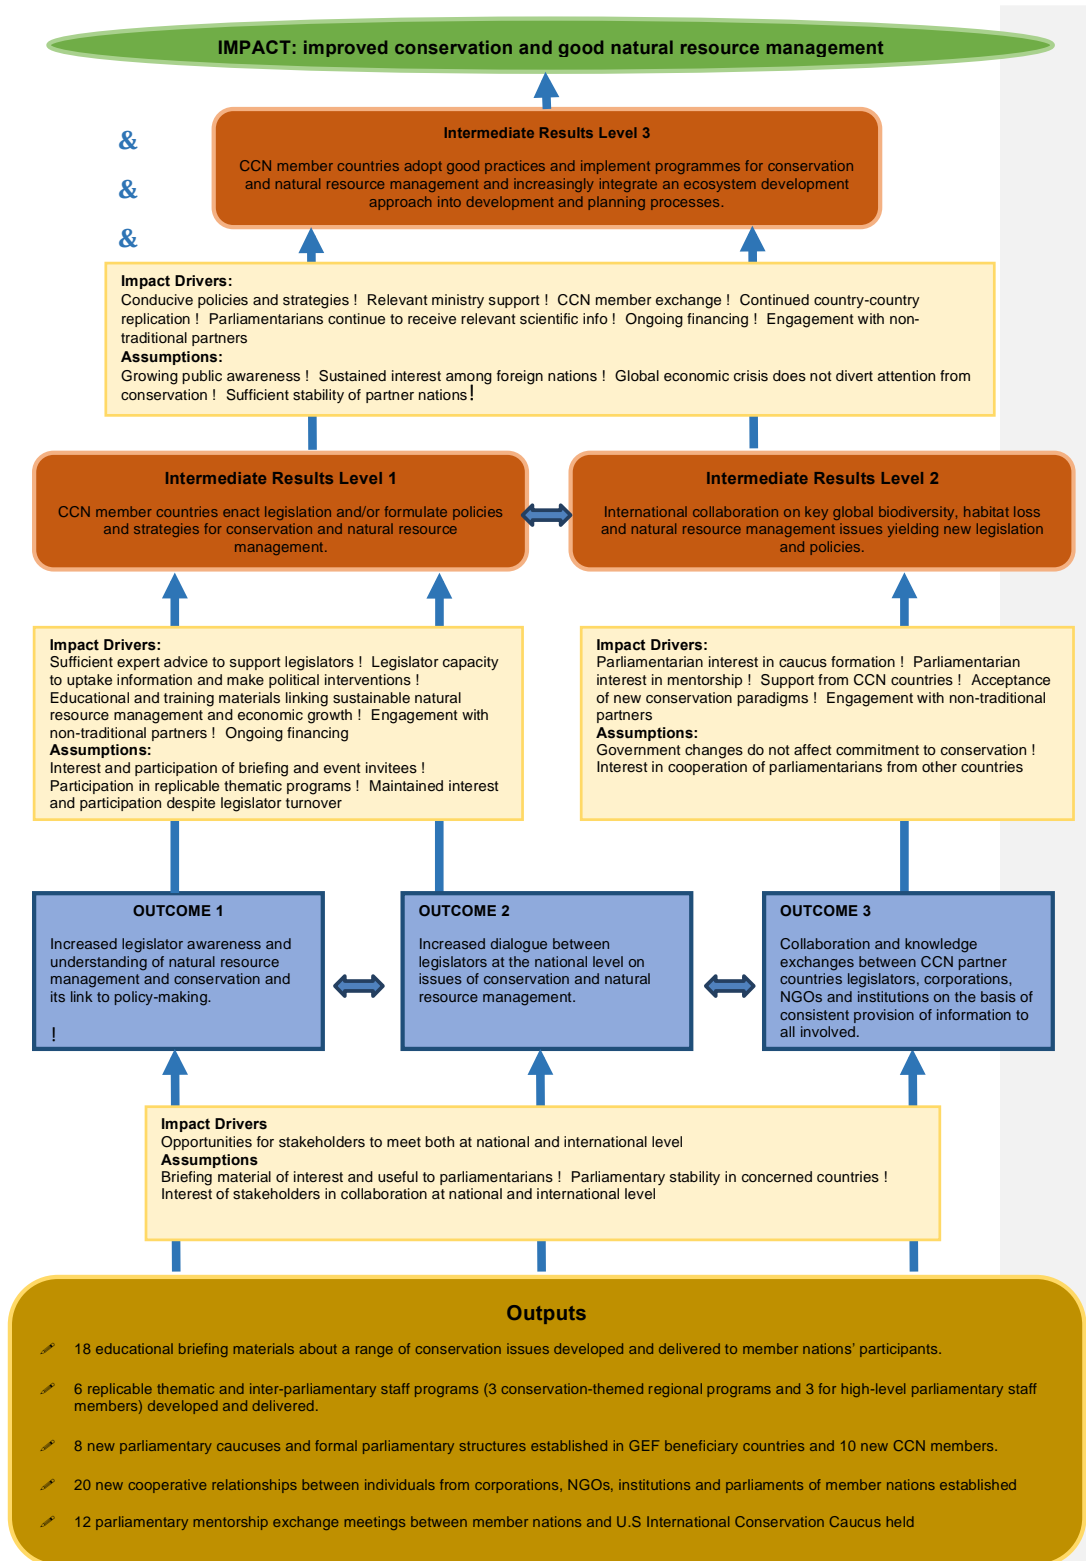 IMPACT: improved conservation and good natural resource management
&
&
&
Intermediate Results Level 3
CCN member countries adopt good practices and implement programmes for conservation
and natural resource management and increasingly integrate an ecosystem development
approach into development and planning processes.
Impact Drivers:
Conducive policies and strategies ! Relevant ministry support ! CCN member exchange ! Continued country-country
replication ! Parliamentarians continue to receive relevant scientific info ! Ongoing financing ! Engagement with non-
traditional partners
Assumptions:
Growing public awareness ! Sustained interest among foreign nations ! Global economic crisis does not divert attention from
conservation ! Sufficient stability of partner nations!
Intermediate Results Level 1
CCN member countries enact legislation and/or formulate policies
and strategies for conservation and natural resource
management.
Intermediate Results Level 2
International collaboration on key global biodiversity, habitat loss
and natural resource management issues yielding new legislation
and policies.
Impact Drivers:
Sufficient expert advice to support legislators ! Legislator capacity
to uptake information and make political interventions !
Educational and training materials linking sustainable natural
resource management and economic growth ! Engagement with
non-traditional partners ! Ongoing financing
Assumptions:
Interest and participation of briefing and event invitees !
Participation in replicable thematic programs ! Maintained interest
and participation despite legislator turnover
Impact Drivers:
Parliamentarian interest in caucus formation ! Parliamentarian
interest in mentorship ! Support from CCN countries ! Acceptance
of new conservation paradigms ! Engagement with non-traditional
partners
Assumptions:
Government changes do not affect commitment to conservation !
Interest in cooperation of parliamentarians from other countries
OUTCOME 1
Increased legislator awareness and
understanding of natural resource
management and conservation and
its link to policy-making.
!
OUTCOME 2
Increased dialogue between
legislators at the national level on
issues of conservation and natural
resource management.
OUTCOME 3
Collaboration and knowledge
exchanges between CCN partner
countries legislators, corporations,
NGOs and institutions on the basis of
consistent provision of information to
all involved.
Impact Drivers
Opportunities for stakeholders to meet both at national and international level
Assumptions
Briefing material of interest and useful to parliamentarians ! Parliamentary stability in concerned countries !
Interest of stakeholders in collaboration at national and international level
Outputs
18 educational briefing materials about a range of conservation issues developed and delivered to member nations' participants.
6 replicable thematic and inter-parliamentary staff programs (3 conservation-themed regional programs and 3 for high-level parliamentary staff
members) developed and delivered.
8 new parliamentary caucuses and formal parliamentary structures established in GEF beneficiary countries and 10 new CCN members.
20 new cooperative relationships between individuals from corporations, NGOs, institutions and parliaments of member nations established
12 parliamentary mentorship exchange meetings between member nations and U.S International Conservation Caucus held